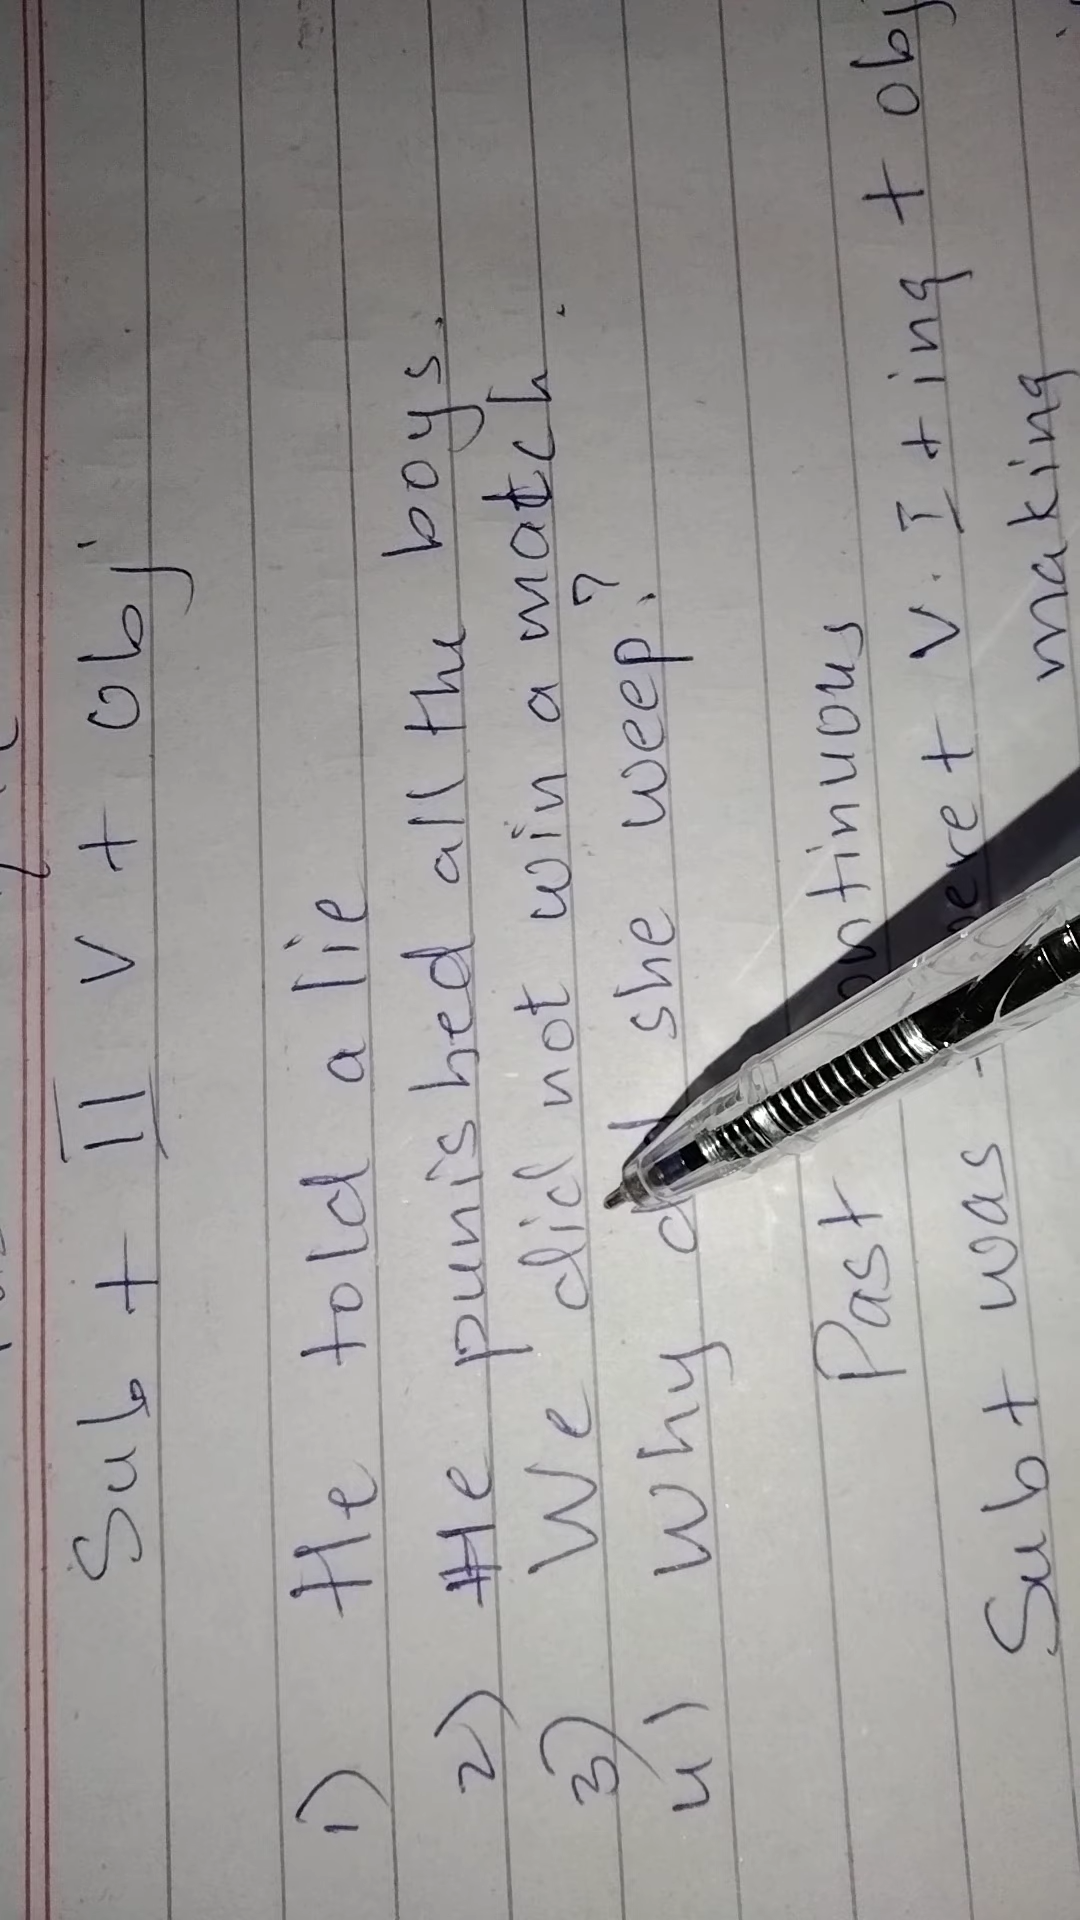 Sub + II V + Obj
1) He told a lie
2) He punished all the boys.
3) We did not win a match.
4) Why she weep?
Past
Sub + was + V. I + ing + obj
making